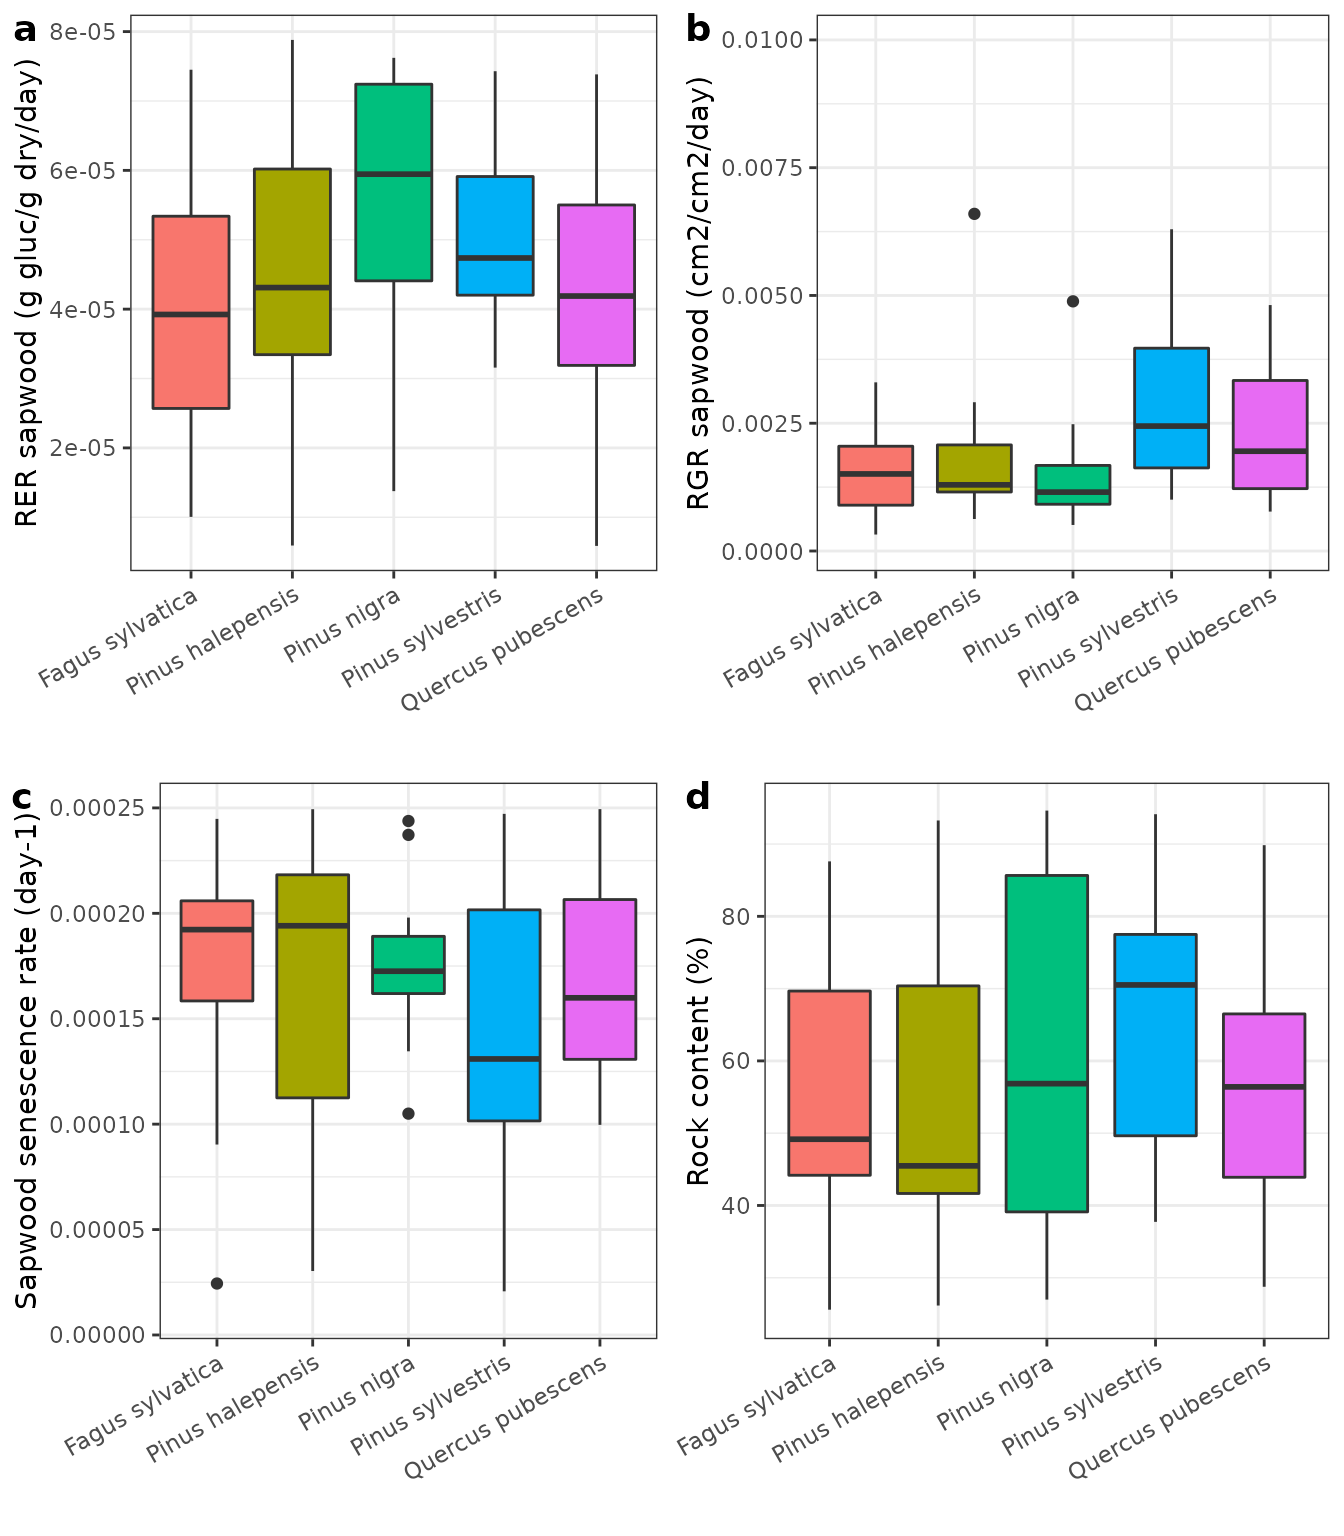 a
RER sapwood (g gluc/g dry/day)
8e-05
6e-05
4e-05
2e-05
Fagus sylvatica
Pinus halepensis
Pinus nigra
Pinus sylvestris
Quercus pubescens
b
RGR sapwood (cm2/cm2/day)
0.0100
0.0075
0.0050
0.0025
0.0000
Fagus sylvatica
Pinus halepensis
Pinus nigra
Pinus sylvestris
Quercus pubescens
c
Sapwood senescence rate (day-1)
0.00025
0.00020
0.00015
0.00010
0.00005
0.00000
Fagus sylvatica
Pinus halepensis
Pinus nigra
Pinus sylvestris
Quercus pubescens
d
Rock content (%)
80
60
40
Fagus sylvatica
Pinus halepensis
Pinus nigra
Pinus sylvestris
Quercus pubescens